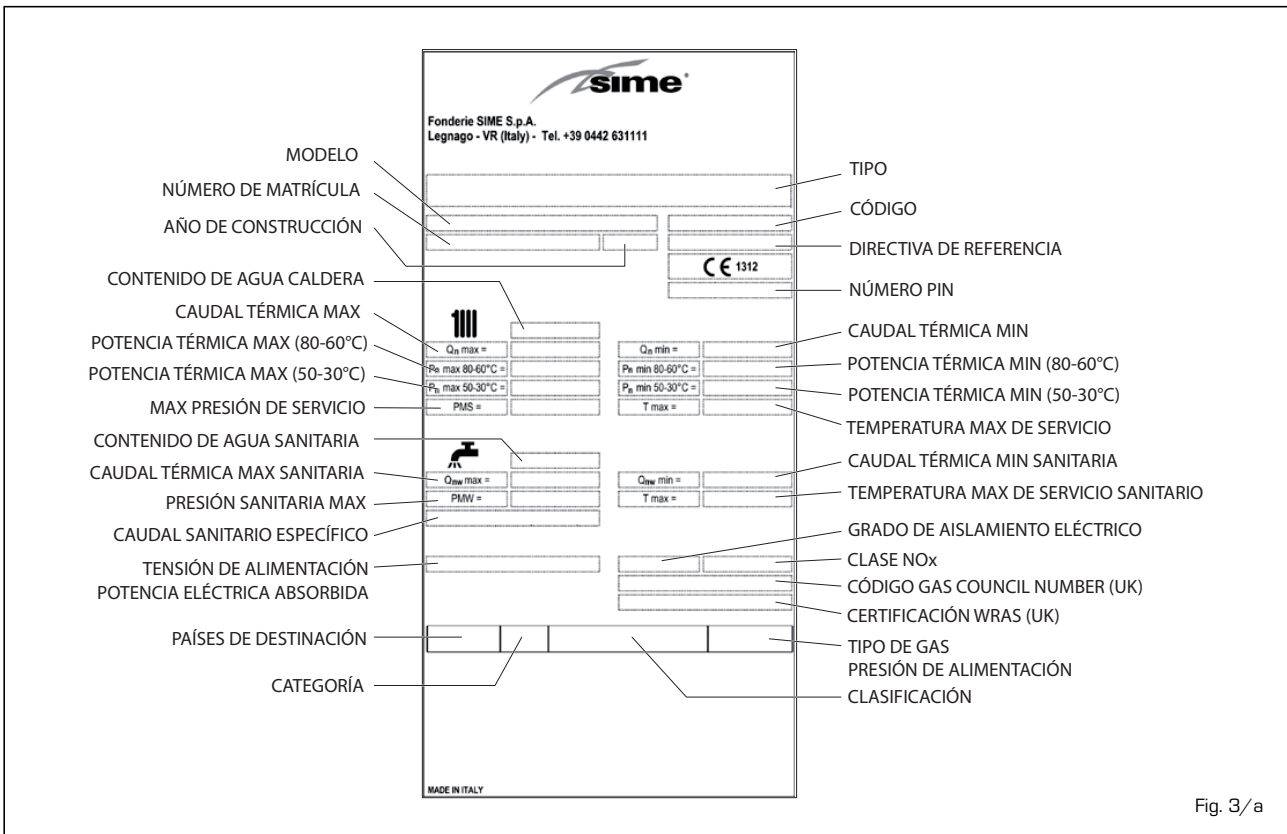 sime®
Fonderie SIME S.p.A.
Legnago - VR (Italy) - Tel. +39 0442 631111
MODELO
NÚMERO DE MATRÍCULA
AÑO DE CONSTRUCCIÓN
CONTENIDO DE AGUA CALDERA
CAUDAL TÉRMICA MAX
POTENCIA TÉRMICA MAX (80-60°C)
POTENCIA TÉRMICA MAX (50-30°C)
MAX PRESIÓN DE SERVICIO
CONTENIDO DE AGUA SANITARIA
CAUDAL TÉRMICA MAX SANITARIA
PRESIÓN SANITARIA MAX
CAUDAL SANITARIO ESPECÍFICO
TENSIÓN DE ALIMENTACIÓN
POTENCIA ELÉCTRICA ABSORBIDA
PAÍSES DE DESTINACIÓN
CATEGORÍA
CE 1312
Qn max =
Pn max 80-60°C =
Pn max 50-30°C =
PMS =
Qn min =
Pn min 80-60°C =
Pn min 50-30°C =
T max =
Qnw max =
PMW =
Qnw min =
T max =
TIPO
CÓDIGO
DIRECTIVA DE REFERENCIA
NÚMERO PIN
CAUDAL TÉRMICA MIN
POTENCIA TÉRMICA MIN (80-60°C)
POTENCIA TÉRMICA MIN (50-30°C)
TEMPERATURA MAX DE SERVICIO
CAUDAL TÉRMICA MIN SANITARIA
TEMPERATURA MAX DE SERVICIO SANITARIO
GRADO DE AISLAMIENTO ELÉCTRICO
CLASE NOx
CÓDIGO GAS COUNCIL NUMBER (UK)
CERTIFICACIÓN WRAS (UK)
TIPO DE GAS
PRESIÓN DE ALIMENTACIÓN
CLASIFICACIÓN
MADE IN ITALY
Fig. 3/a